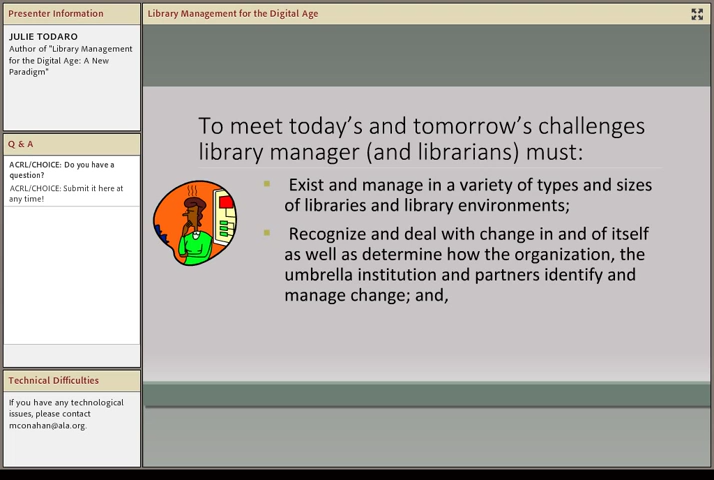 Presenter Information
JULIE TODARO
Author of "Library Management
for the Digital Age: A New
Paradigm"
Q & A
ACRL/CHOICE: Do you have a
question?
ACRL/CHOICE: Submit it here at
any time!
Technical Difficulties
If you have any technological
issues, please contact
mconahan@ala.org.
Library Management for the Digital Age
To meet today’s and tomorrow’s challenges
library manager (and librarians) must:
Exist and manage in a variety of types and sizes
of libraries and library environments;
Recognize and deal with change in and of itself
as well as determine how the organization, the
umbrella institution and partners identify and
manage change; and,